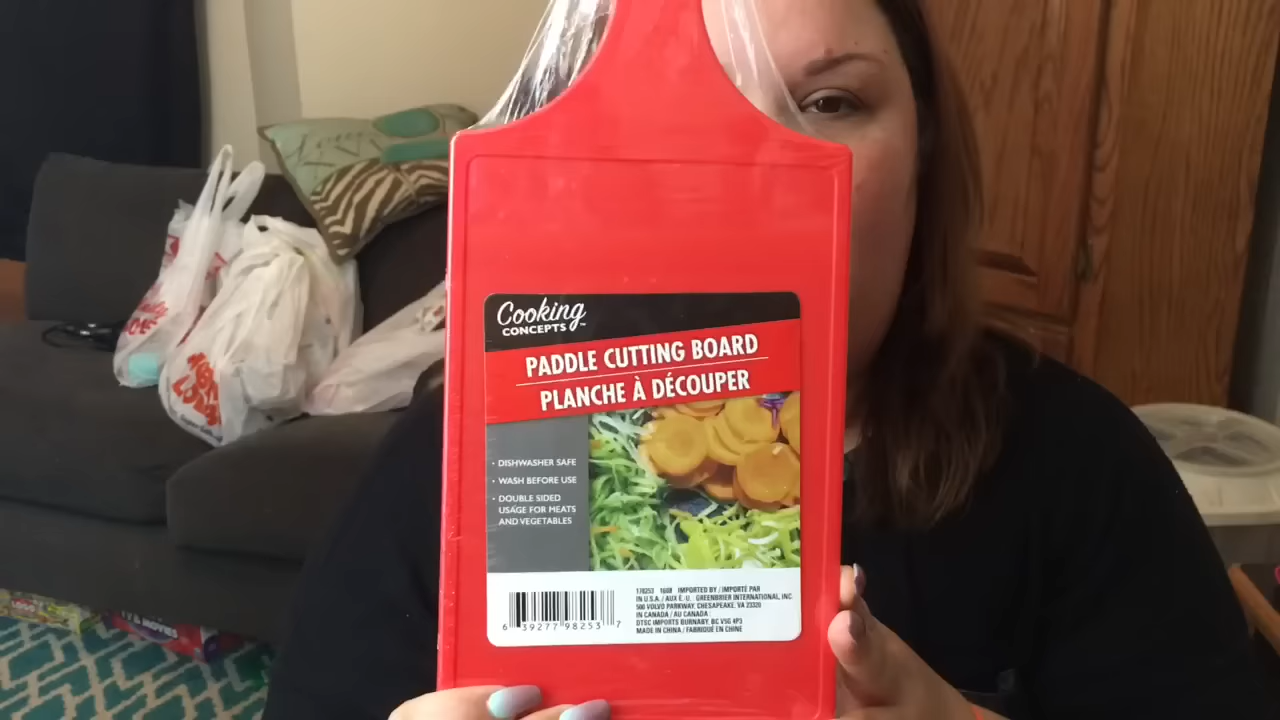 Cooking
CONCEPTS™
PADDLE CUTTING BOARD
PLANCHE À DÉCOUPER
• DISHWASHER SAFE
• WASH BEFORE USE
• DOUBLE SIDED
USAGE FOR MEATS
AND VEGETABLES
178253 1608 IMPORTED BY / IMPORTÉ PAR
IN U.S.A. / AUX É. U. GREENBRIER INTERNATIONAL, INC.
500 VOLVO PARKWAY, CHESAPEAKE, VA 23320
IN CANADA / AU CANADA:
DTSC IMPORTS BURNABY, BC V5G 4P3
MADE IN CHINA / FABRIQUÉ EN CHINE
6 39277 98253 7